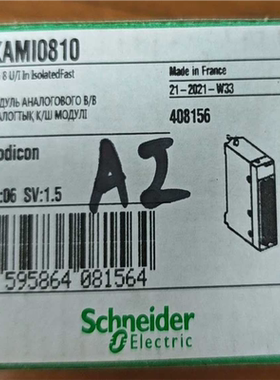 XAMI0810
8 U/I In IsolatedFast
Made in France
ДУЛЬ АНАЛОГОВОГО В/В
21-2021-W33
АЛОГТЫҚ К/Ш МОДУЛІ
408156
odicon
AI
:06 SV:1.5
595864 081564
Schneider
Electric